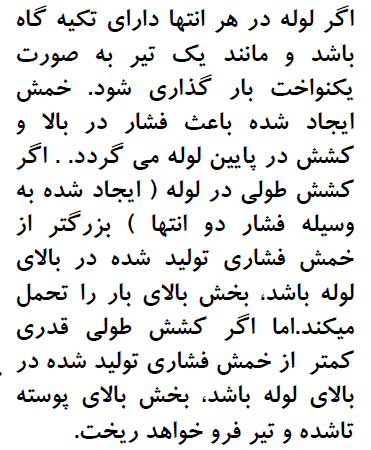 اگر لوله در هر انتها دارای تکیه گاه
باشد و مانند یک تیر به صورت
یکنواخت بار گذاری شود. خمش
ایجاد شده باعث فشار در بالا و
کشش در پایین لوله می گردد. . اگر
کشش طولی در لوله ( ایجاد شده به
وسیله فشار دو انتها ) بزرگتر از
خمش فشاری تولید شده در بالای
لوله باشد، بخش بالای بار را تحمل
میکند.اما اگر کشش طولی قدری
کمتر از خمش فشاری تولید شده در
بالای لوله باشد، بخش بالای پوسته
تاشده و تیر فرو خواهد ریخت.